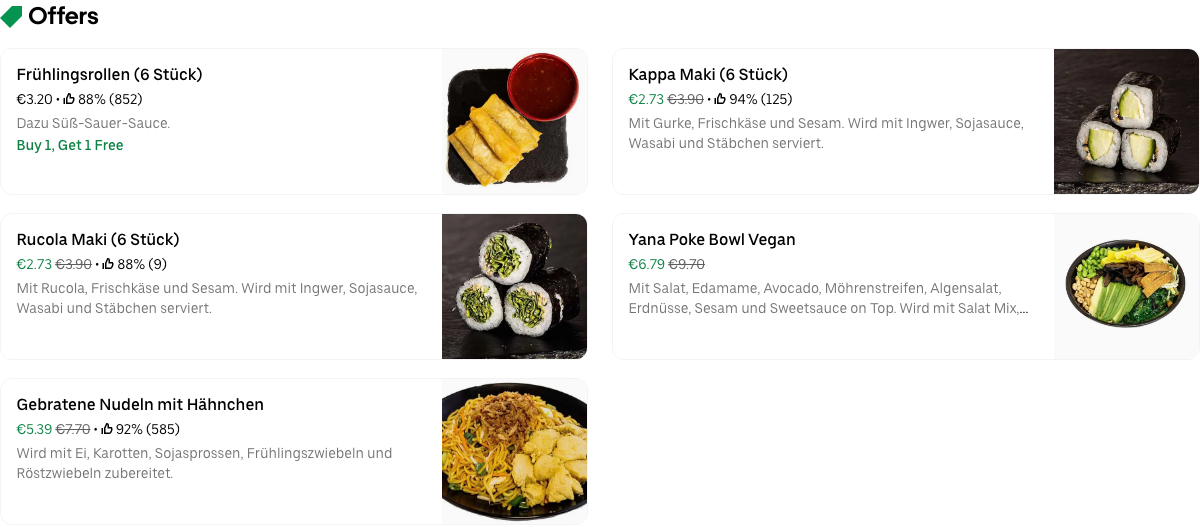 Offers
Frühlingsrollen (6 Stück)
€3.20 • 88% (852)
Dazu Süß-Sauer-Sauce.
Buy 1, Get 1 Free
Kappa Maki (6 Stück)
€2.73 €3.90 • 94% (125)
Mit Gurke, Frischkäse und Sesam. Wird mit Ingwer, Sojasauce,
Wasabi und Stäbchen serviert.
Rucola Maki (6 Stück)
€2.73 €3.90 • 88% (9)
Mit Rucola, Frischkäse und Sesam. Wird mit Ingwer, Sojasauce,
Wasabi und Stäbchen serviert.
Yana Poke Bowl Vegan
€6.79 €9.70
Mit Salat, Edamame, Avocado, Möhrenstreifen, Algensalat,
Erdnüsse, Sesam und Sweetsauce on Top. Wird mit Salat Mix,...
Gebratene Nudeln mit Hähnchen
€5.39 €7.70 • 92% (585)
Wird mit Ei, Karotten, Sojasprossen, Frühlingszwiebeln und
Röstzwiebeln zubereitet.